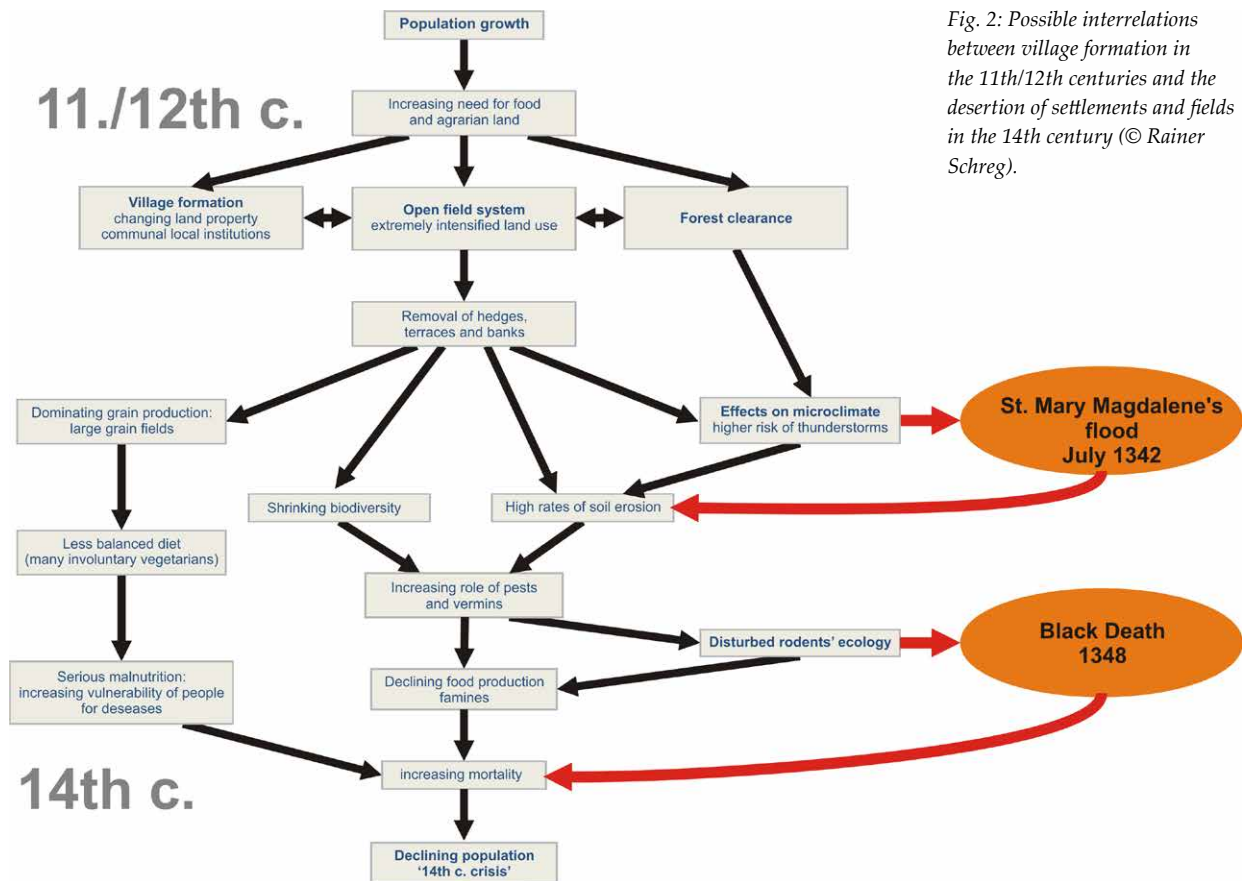 Population growth
Fig. 2: Possible interrelations
between village formation in
the 11th/12th centuries and the
desertion of settlements and fields
in the 14th century (© Rainer
Schreg).
11./12th c.
Increasing need for food
and agrarian land
Village formation
changing land property
communal local institutions
Open field system
extremely intensified land use
Forest clearance
Removal of hedges,
terraces and banks
Dominating grain production:
large grain fields
Effects on microclimate
higher risk of thunderstorms
St. Mary Magdalene's
flood
July 1342
Shrinking biodiversity
High rates of soil erosion
Less balanced diet
(many involuntary vegetarians)
Increasing role of pests
and vermins
Disturbed rodents' ecology
Black Death
1348
Serious malnutrition:
increasing vulnerability of people
for deseases
Declining food production
famines
14th c.
increasing mortality
Declining population
‘14th c. crisis’